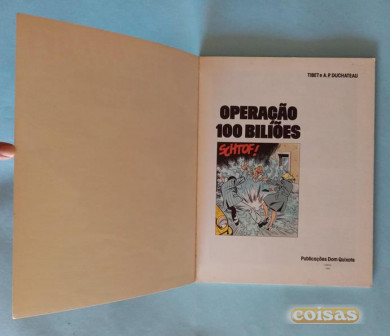 TIBET & A.P. DUCHATEAU
OPERAÇÃO
100 BILIÕES
SCHTOF!
Publicações Dom Quixote
coisas